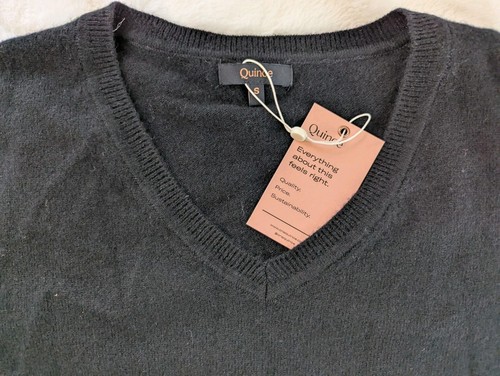 Quince
S
Quince
Everything
about this
feels right.
Quality.
Price.
Sustainability.